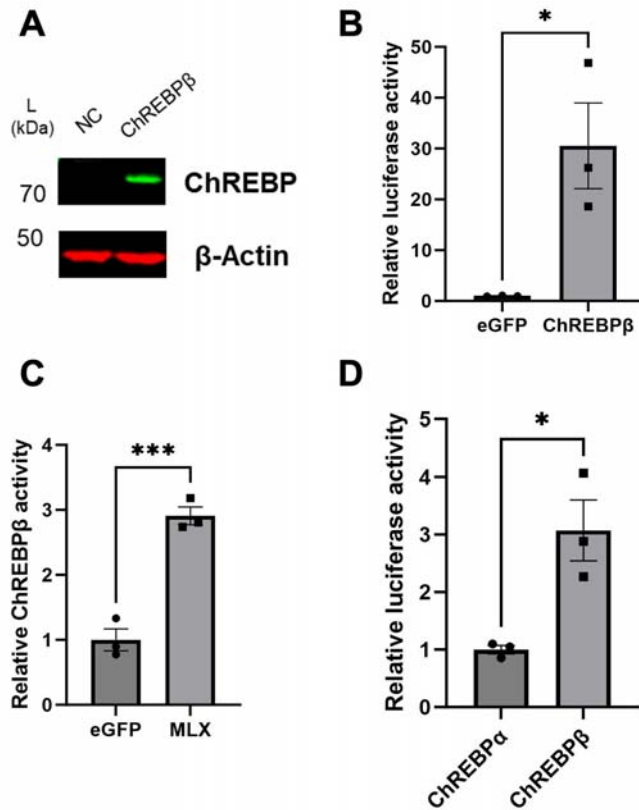 A
L
(kDa)
NC
ChREBPβ
70
ChREBP
50
β-Actin
B
*
Relative luciferase activity
50
40
30
20
10
0
eGFP
ChREBPβ
C
***
Relative ChREBPβ activity
4
3
2
1
0
eGFP
MLX
D
*
Relative luciferase activity
5
4
3
2
1
0
ChREBPα
ChREBPβ